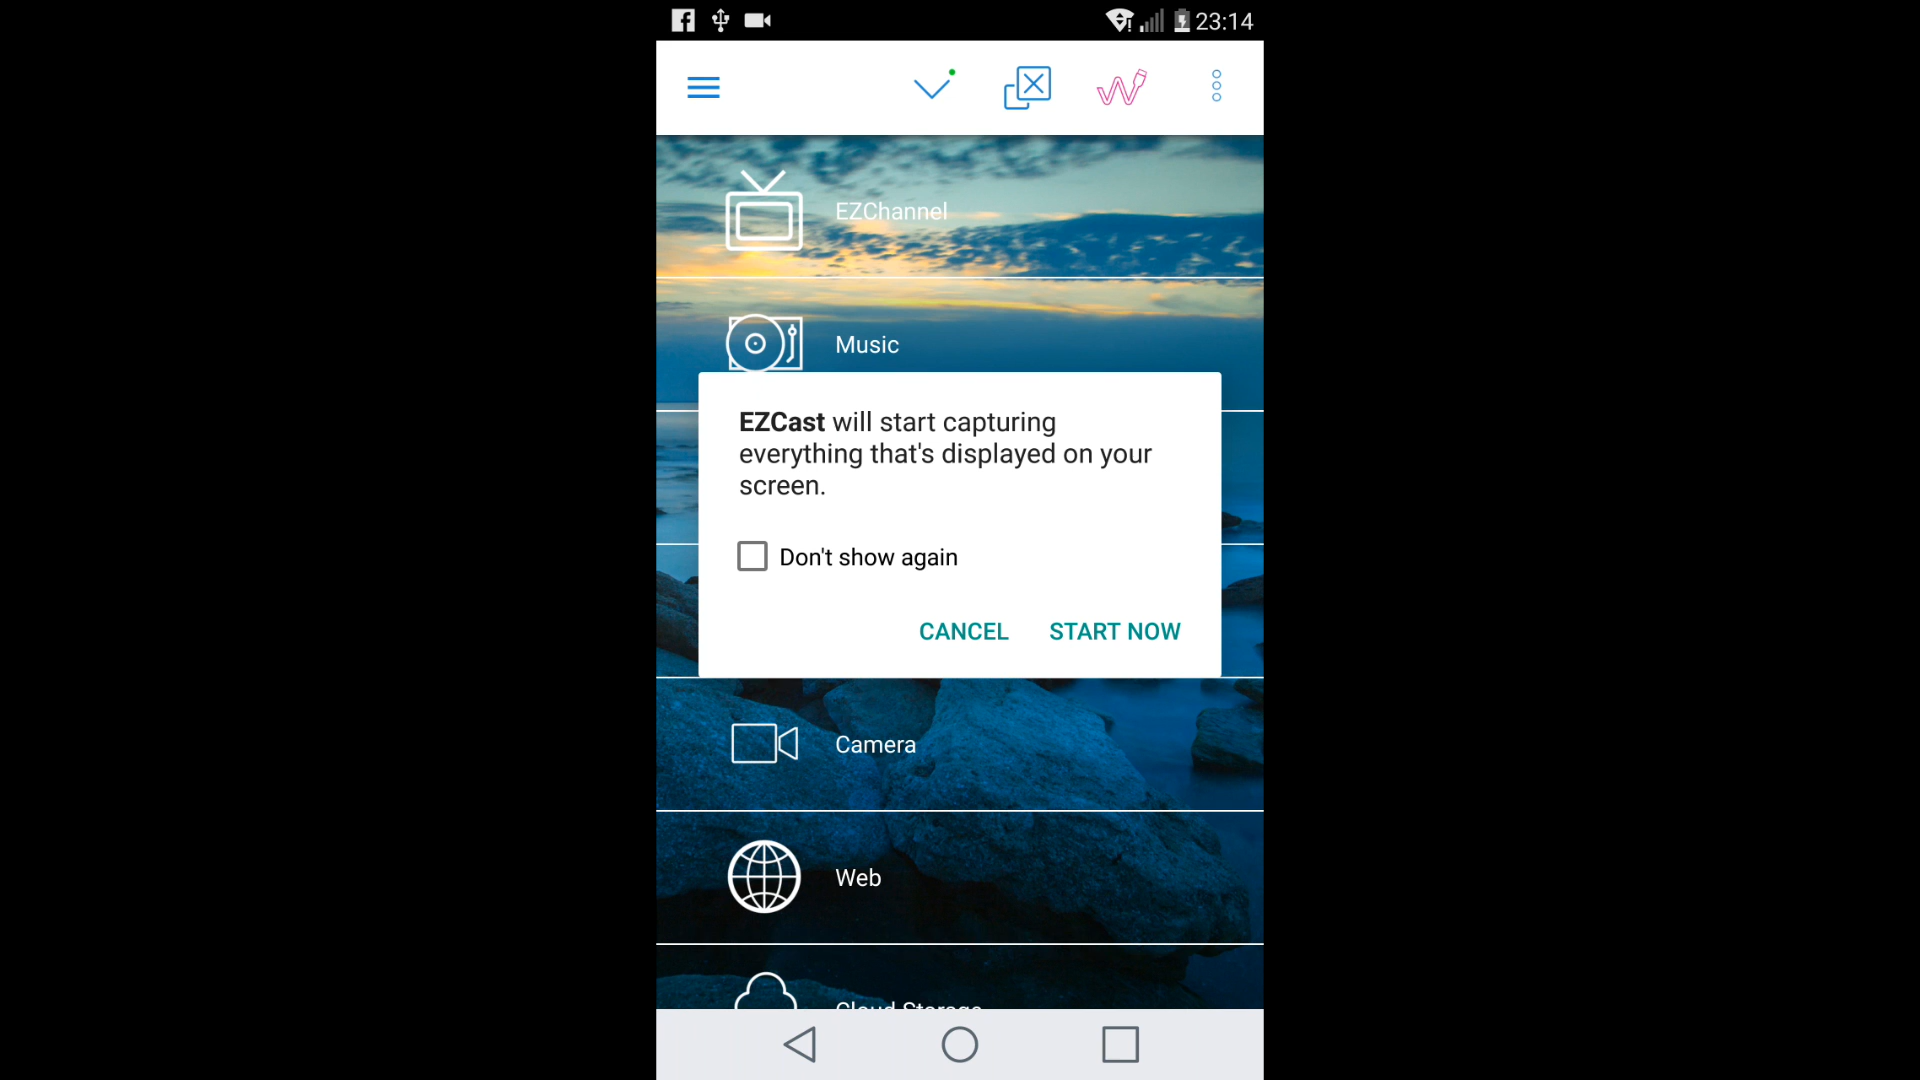 23:14
EZChannel
Music
EZCast will start capturing
everything that's displayed on your
screen.
Don't show again
CANCEL START NOW
Camera
Web
Cloud Storage